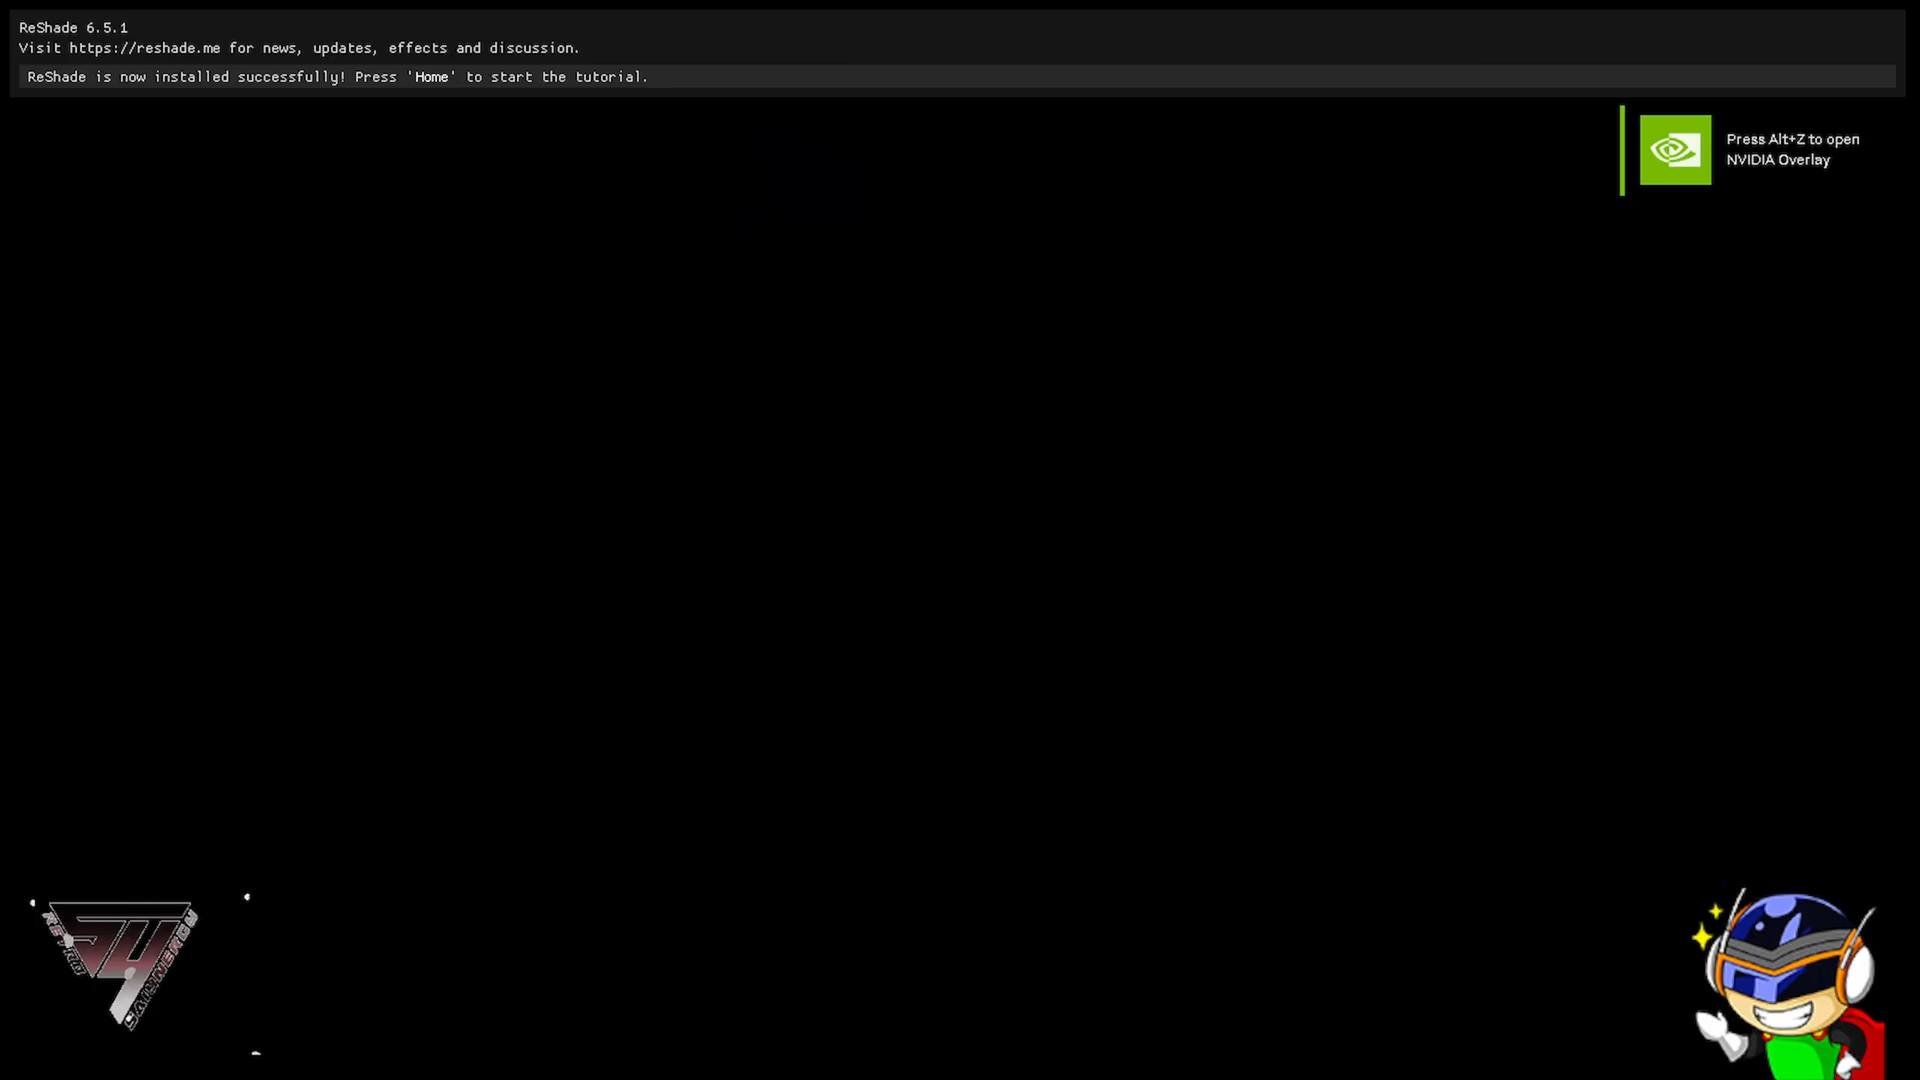 ReShade 6.5.1
Visit https://reshade.me for news, updates, effects and discussion.
ReShade is now installed successfully! Press 'Home' to start the tutorial.
Press Alt+Z to open
NVIDIA Overlay